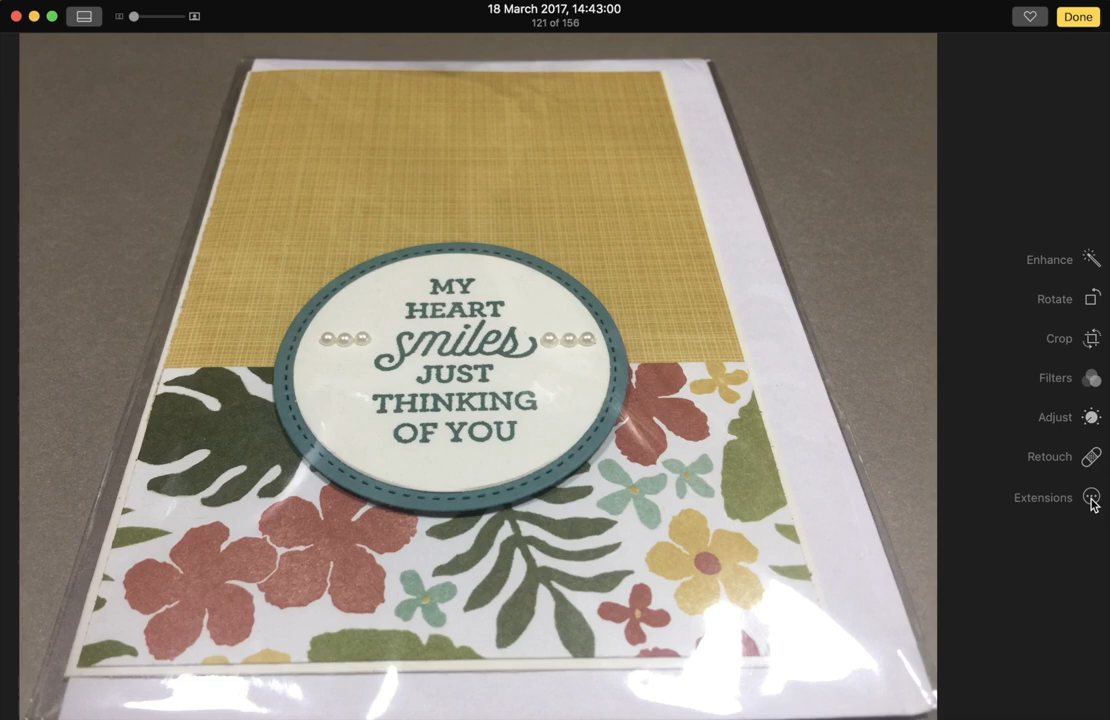 18 March 2017, 14:43:00
121 of 156
Done
MY
HEART
smiles
JUST
THINKING
OF YOU
Enhance
Rotate
Crop
Filters
Adjust
Retouch
Extensions